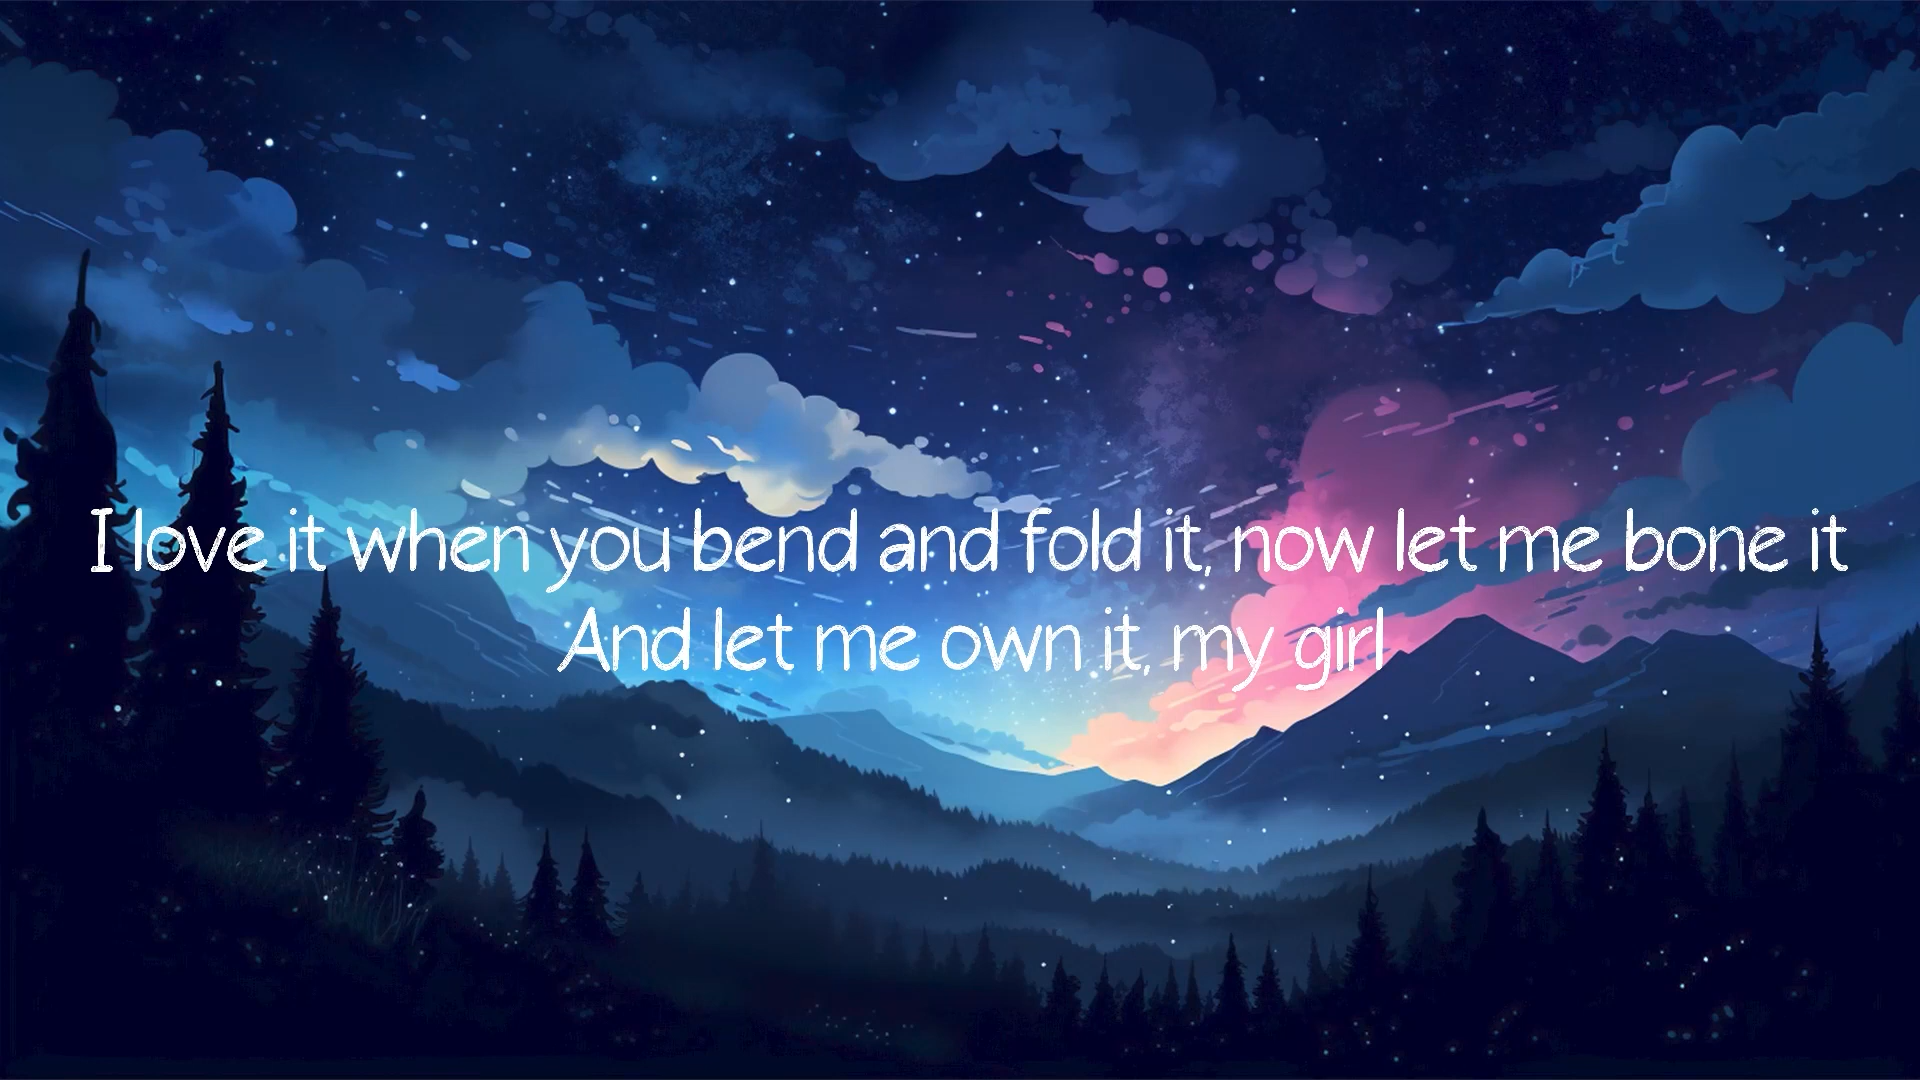 I love it when you bend and fold it, now let me bone it
And let me own it, my girl